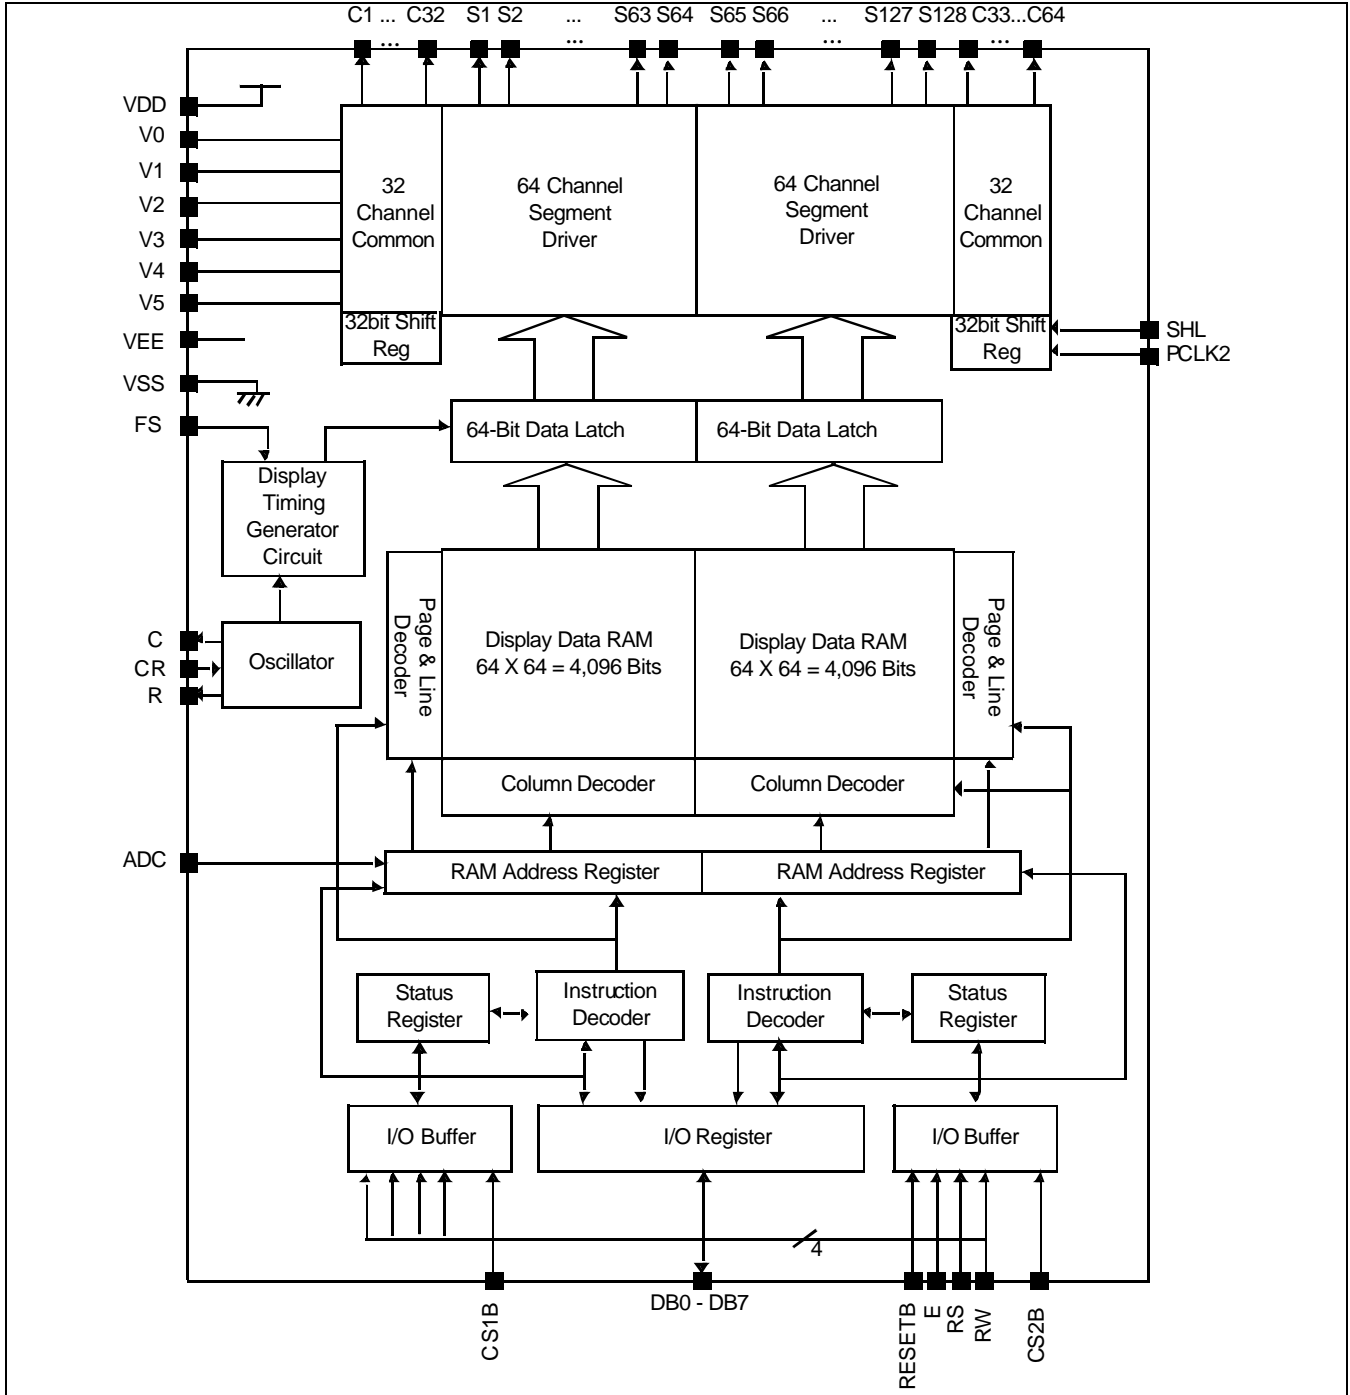 C1 ... C32 S1 S2 ... S63 S64 S65 S66 ... S127 S128 C33...C64
... ... ... ...
VDD
V0
V1
V2
V3
V4
V5
VEE
VSS
FS
32
Channel
Common
64 Channel
Segment
Driver
64 Channel
Segment
Driver
32
Channel
Common
32bit Shift
Reg
32bit Shift
Reg
SHL
PCLK2
64-Bit Data Latch
64-Bit Data Latch
Display
Timing
Generator
Circuit
C
CR
R
Oscillator
Page & Line
Decoder
Display Data RAM
64 X 64 = 4,096 Bits
Display Data RAM
64 X 64 = 4,096 Bits
Page & Line
Decoder
Column Decoder
Column Decoder
ADC
RAM Address Register
RAM Address Register
Status
Register
Instruction
Decoder
Instruction
Decoder
Status
Register
I/O Buffer
I/O Register
I/O Buffer
4
CS1B
DB0 - DB7
RESETB
E
RS
RW
CS2B